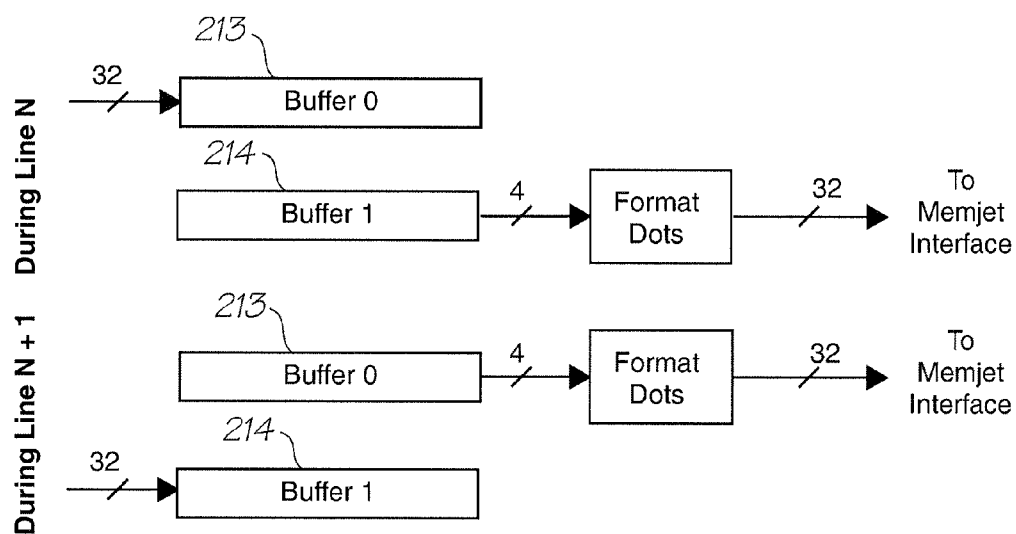 213
32
Buffer 0
During Line N
214
Buffer 1
4
Format
Dots
32
To
Memjet
Interface
213
Buffer 0
4
Format
Dots
32
To
Memjet
Interface
During Line N + 1
214
32
Buffer 1